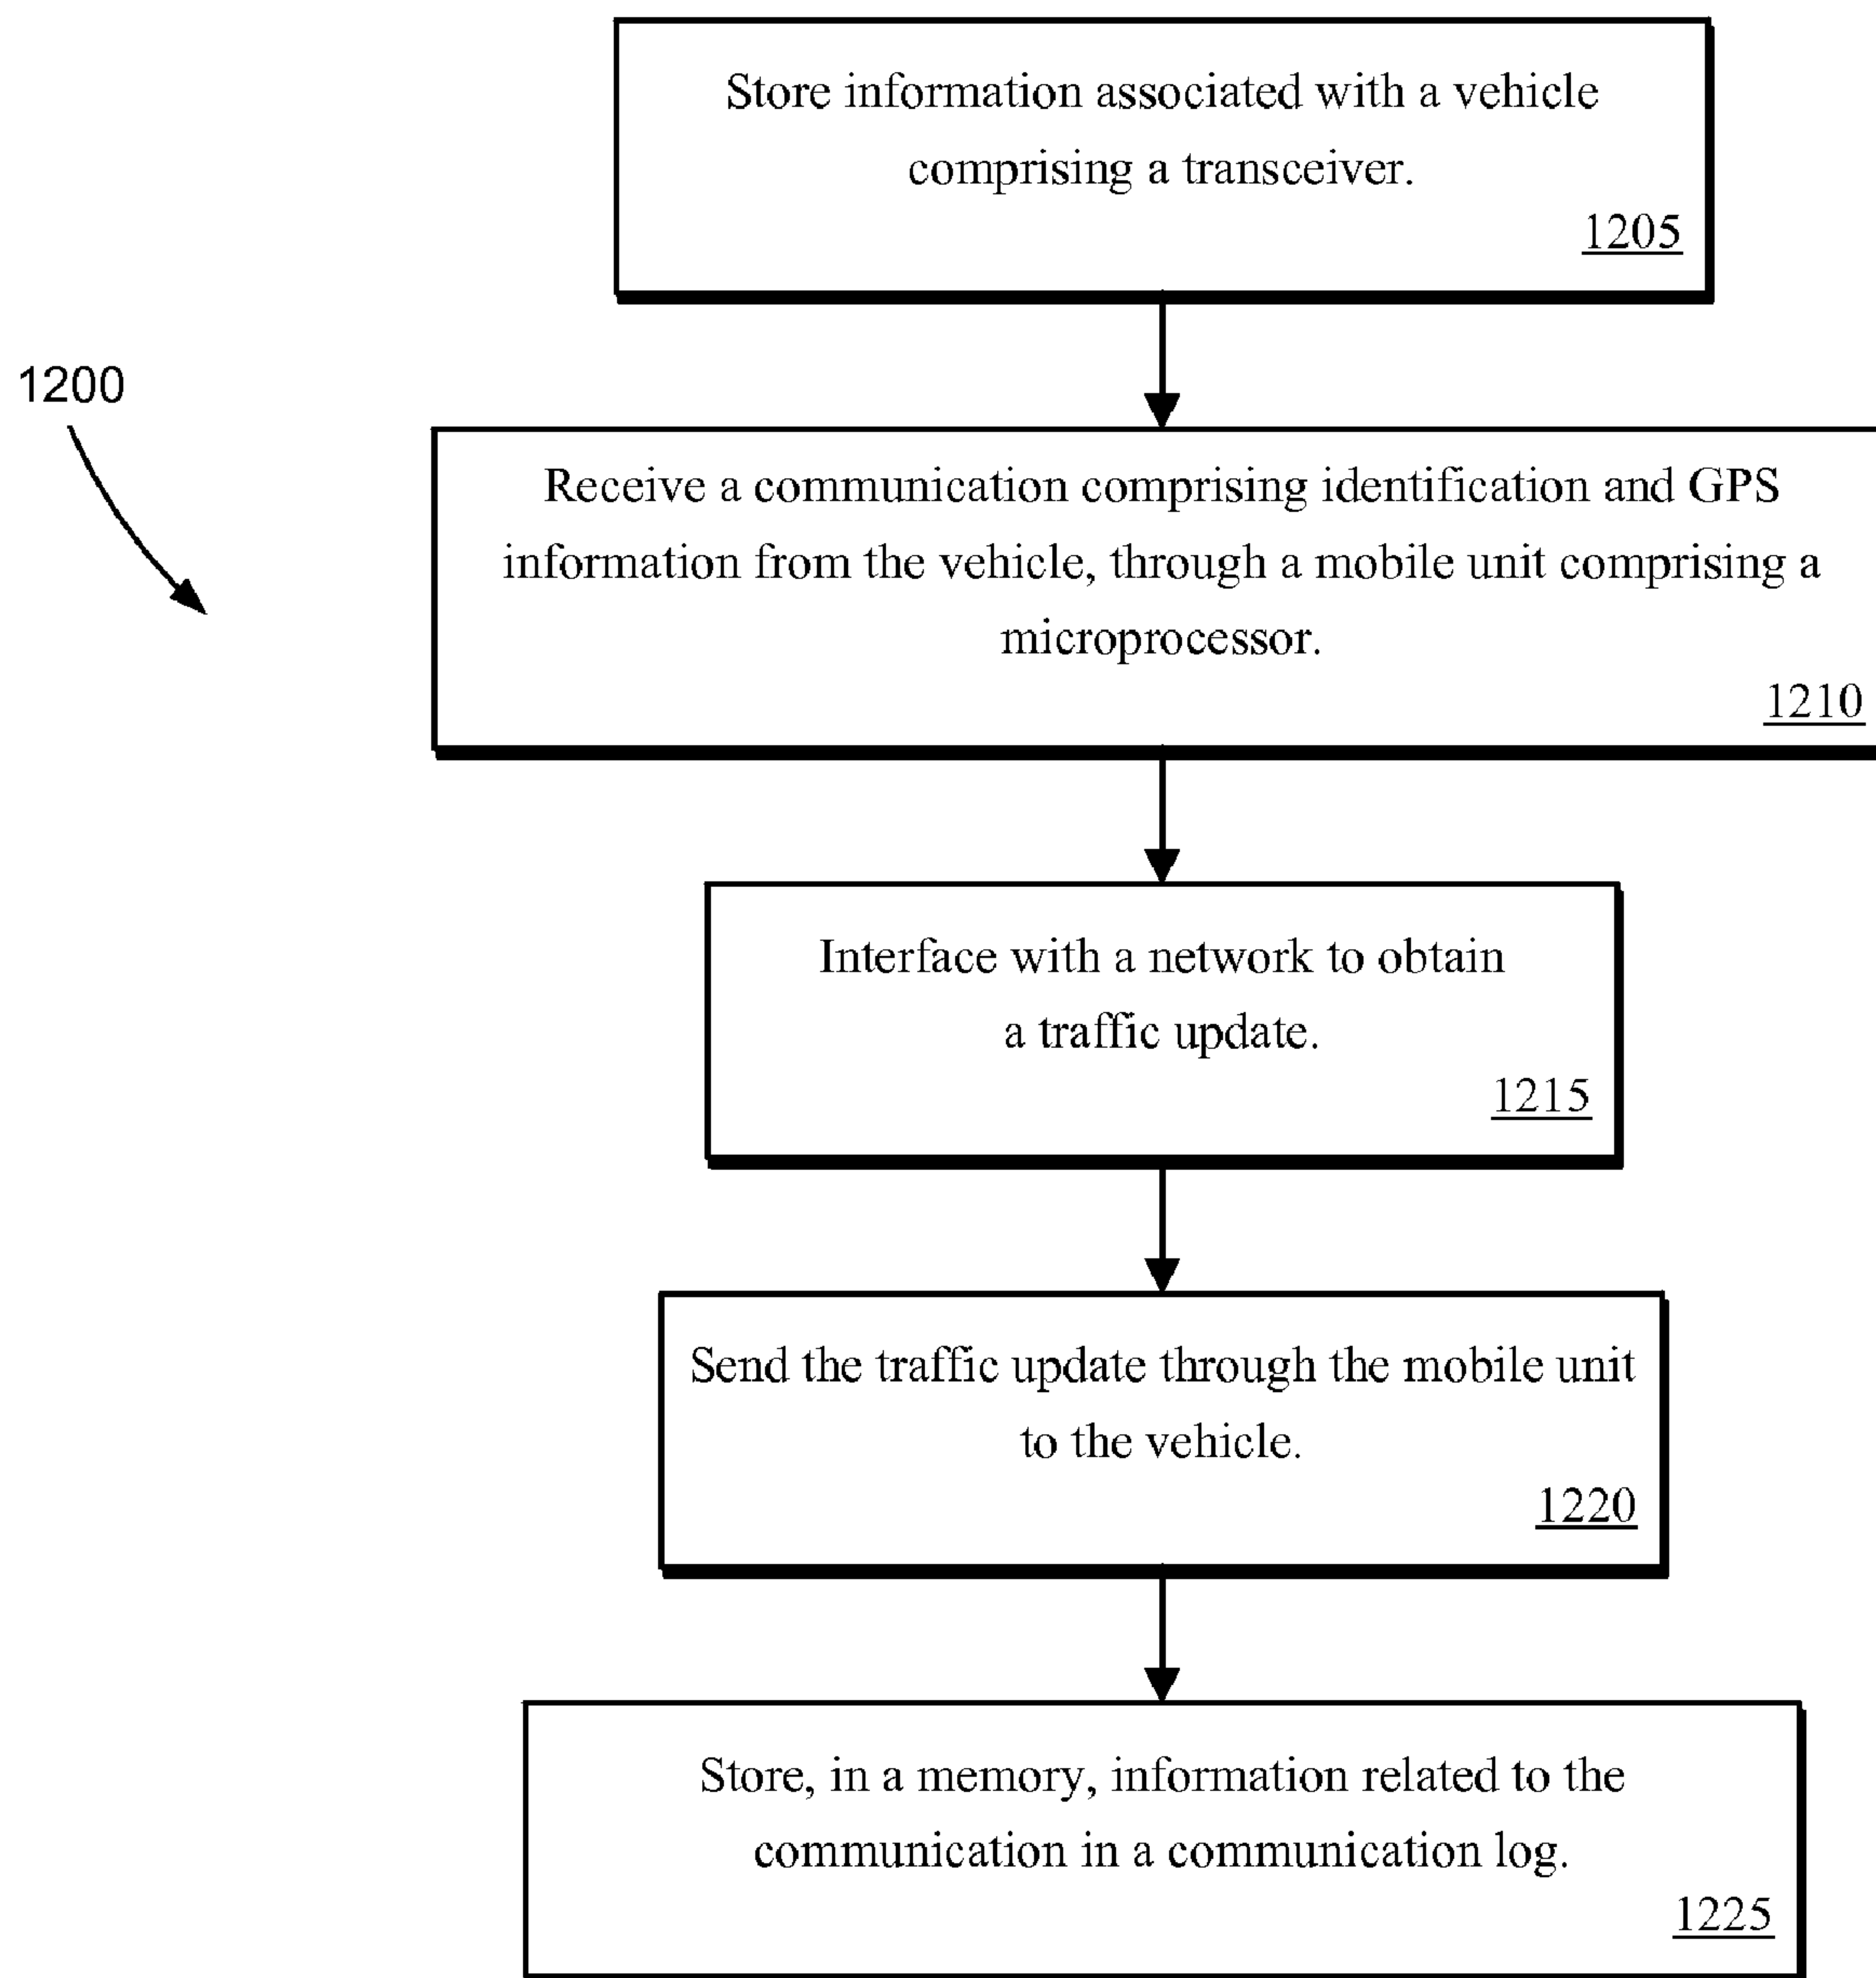 Store information associated with a vehicle
comprising a transceiver.
1205
1200
Receive a communication comprising identification and GPS
information from the vehicle, through a mobile unit comprising a
microprocessor.
1210
Interface with a network to obtain
a traffic update.
1215
Send the traffic update through the mobile unit
to the vehicle.
1220
Store, in a memory, information related to the
communication in a communication log.
1225